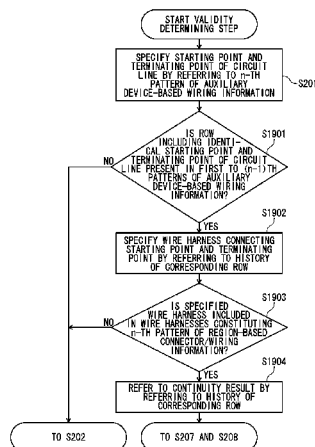 START VALIDITY
DETERMINING STEP
SPECIFY STARTING POINT AND
TERMINATING POINT OF CIRCUIT
LINE BY REFERRING TO n-TH
PATTERN OF AUXILIARY
DEVICE-BASED WIRING INFORMATION
S201
S1901
IS ROW
INCLUDING IDENTI-
CAL STARTING POINT AND
TERMINATING POINT OF CIRCUIT
LINE PRESENT IN FIRST TO (n-1)TH
PATTERNS OF AUXILIARY
DEVICE-BASED WIRING
INFORMATION?
NO
YES
S1902
SPECIFY WIRE HARNESS CONNECTING
STARTING POINT AND TERMINATING
POINT BY REFERRING TO HISTORY
OF CORRESPONDING ROW
S1903
IS SPECIFIED
WIRE HARNESS INCLUDED
IN WIRE HARNESSES CONSTITUTING
n-TH PATTERN OF REGION-BASED
CONNECTOR/WIRING
INFORMATION?
NO
YES
S1904
REFER TO CONTINUITY RESULT BY
REFERRING TO HISTORY OF
CORRESPONDING ROW
TO S202
TO S207 AND S208